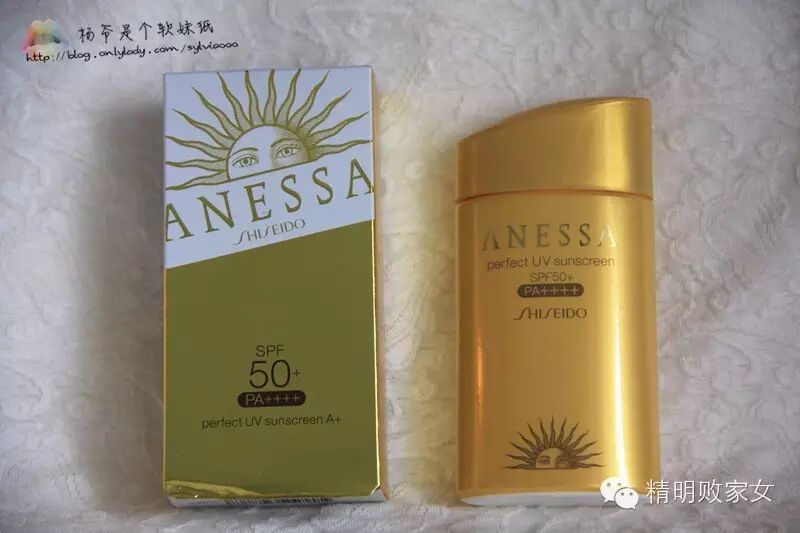 杨爷是个软妹纸
http://blog.onlylady.com/sylviaooo
ANESSA
SHISEIDO
SPF
50+
PA++++
perfect UV sunscreen A+
ANESSA
perfect UV sunscreen
SPF50+
PA++++
SHISEIDO
精明败家女